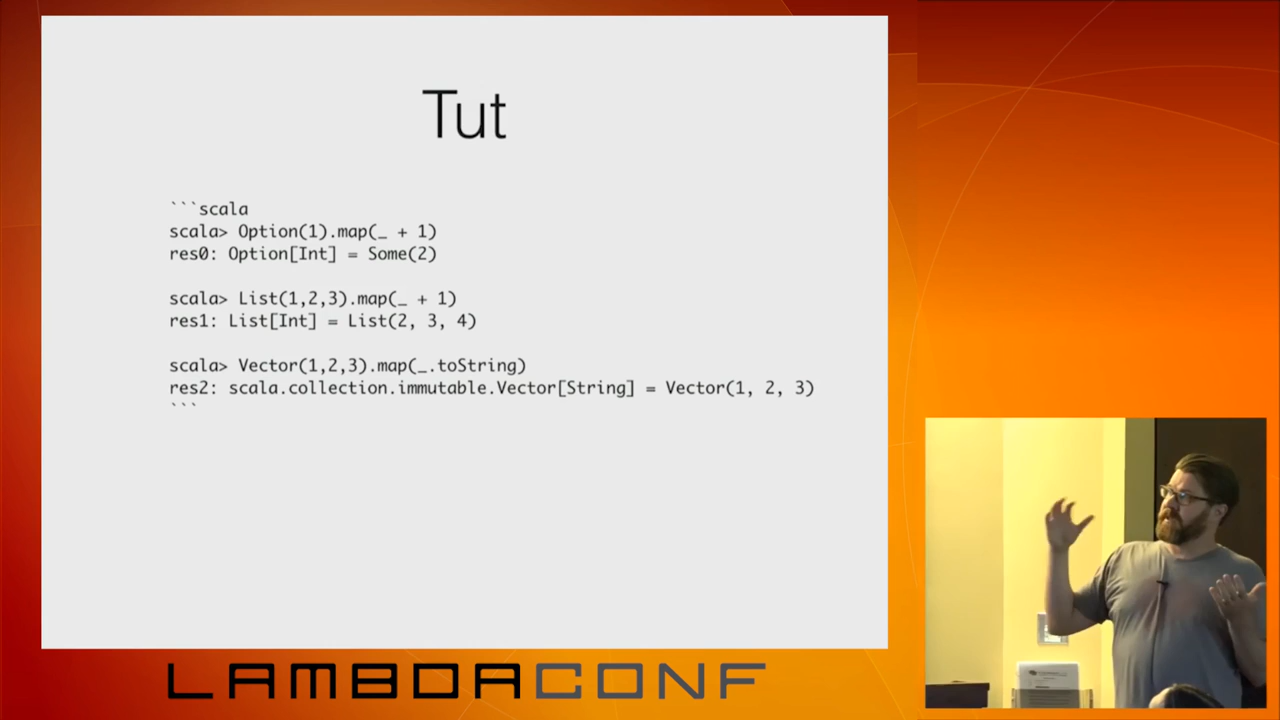 Tut
```scala
scala> Option(1).map(_ + 1)
res0: Option[Int] = Some(2)
scala> List(1,2,3).map(_ + 1)
res1: List[Int] = List(2, 3, 4)
scala> Vector(1,2,3).map(_.toString)
res2: scala.collection.immutable.Vector[String] = Vector(1, 2, 3)
```
LAMBDACONF